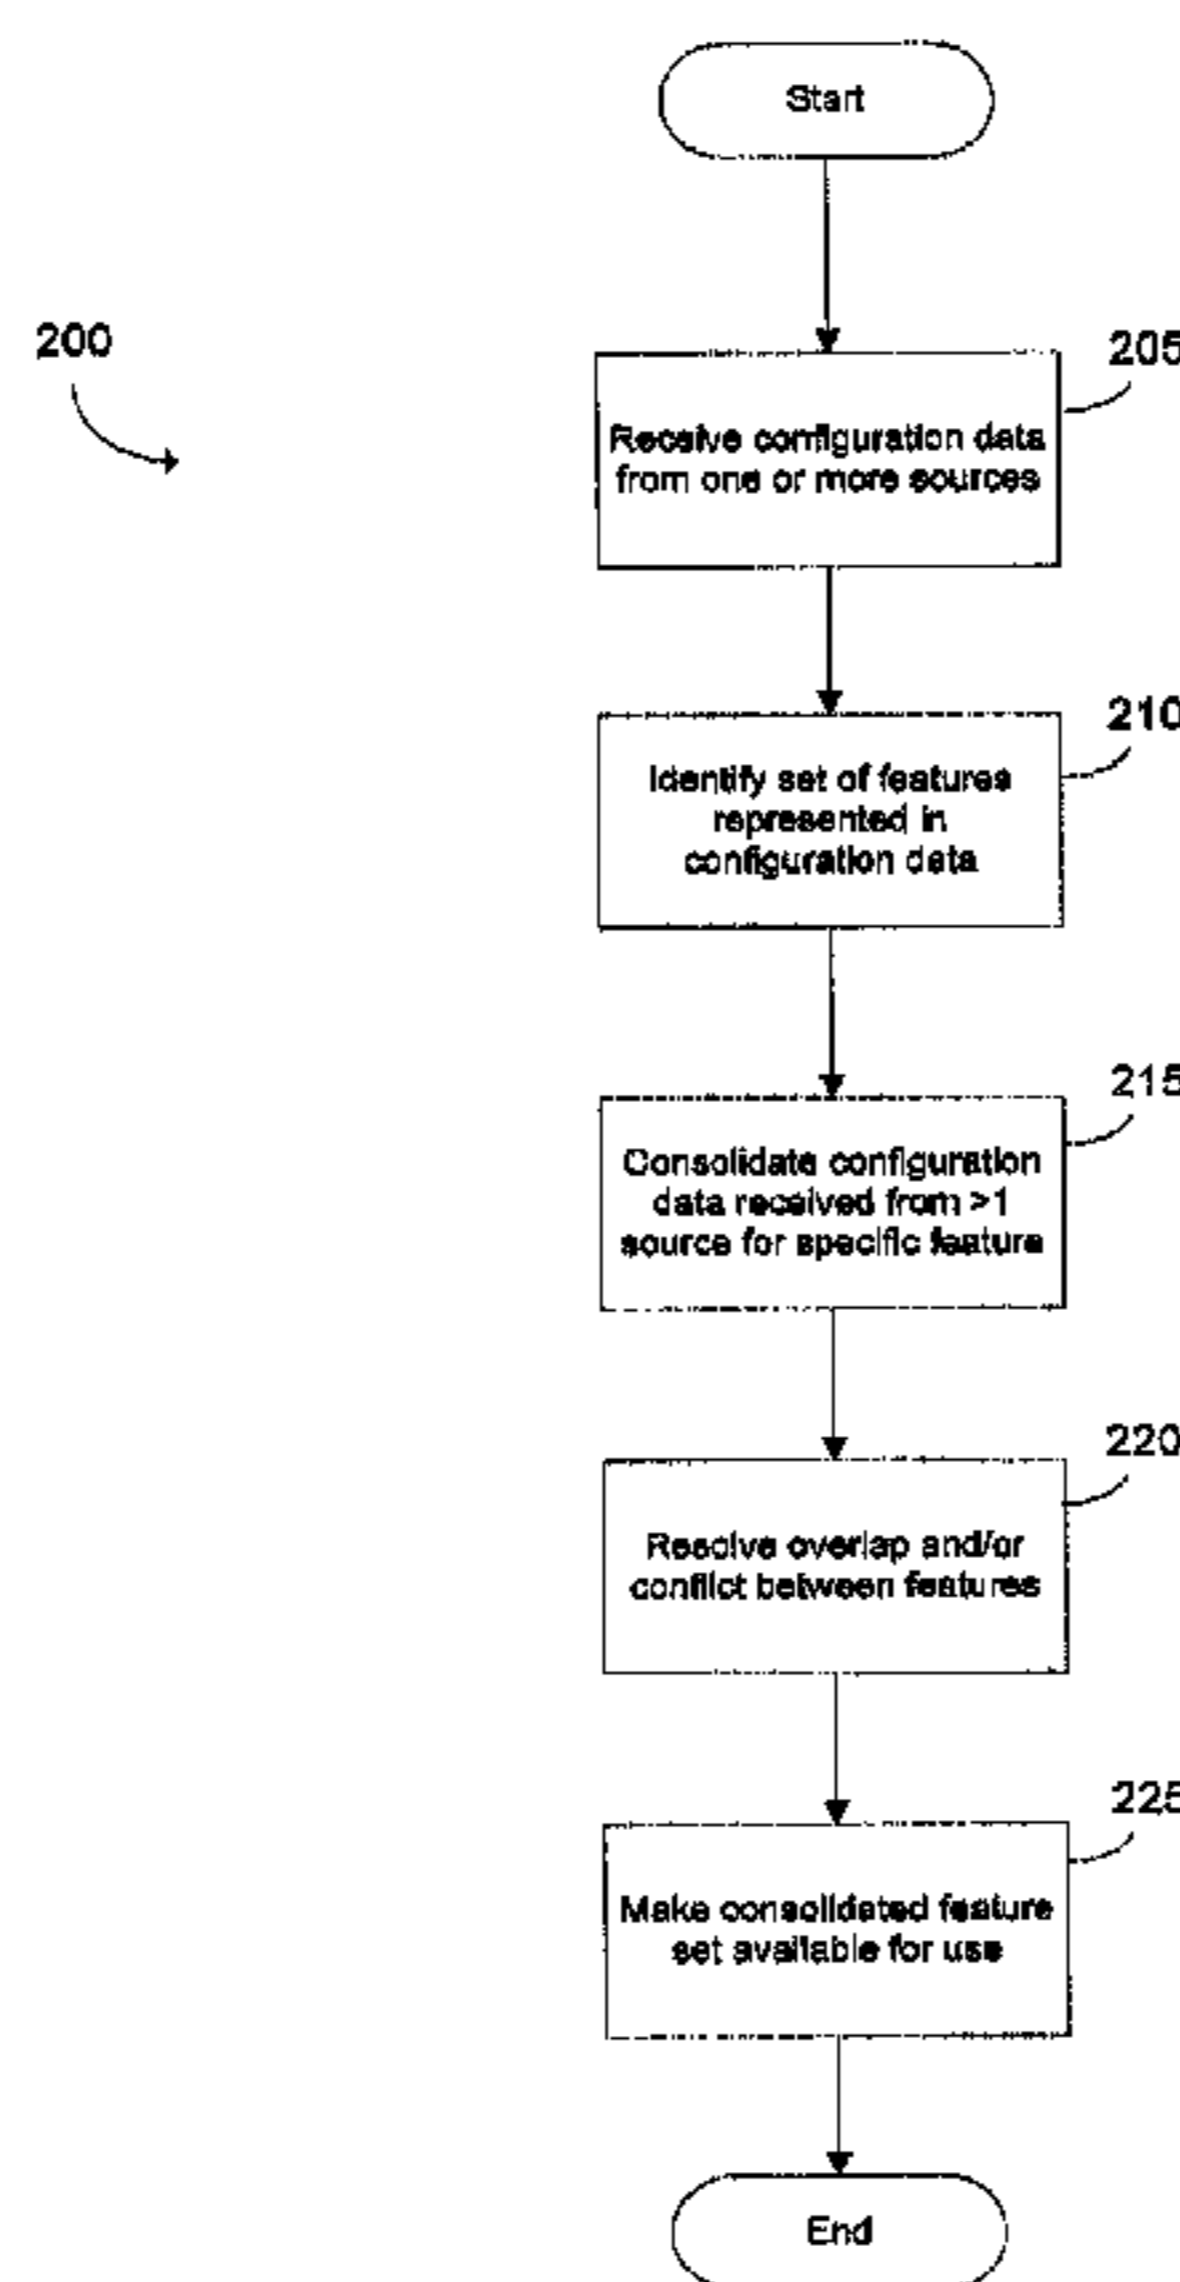 Start
200
205
Receive configuration data
from one or more sources
210
Identify set of features
represented in
configuration data
215
Consolidate configuration
data received from >1
source for specific feature
220
Resolve overlap and/or
conflict between features
225
Make consolidated feature
set available for use
End